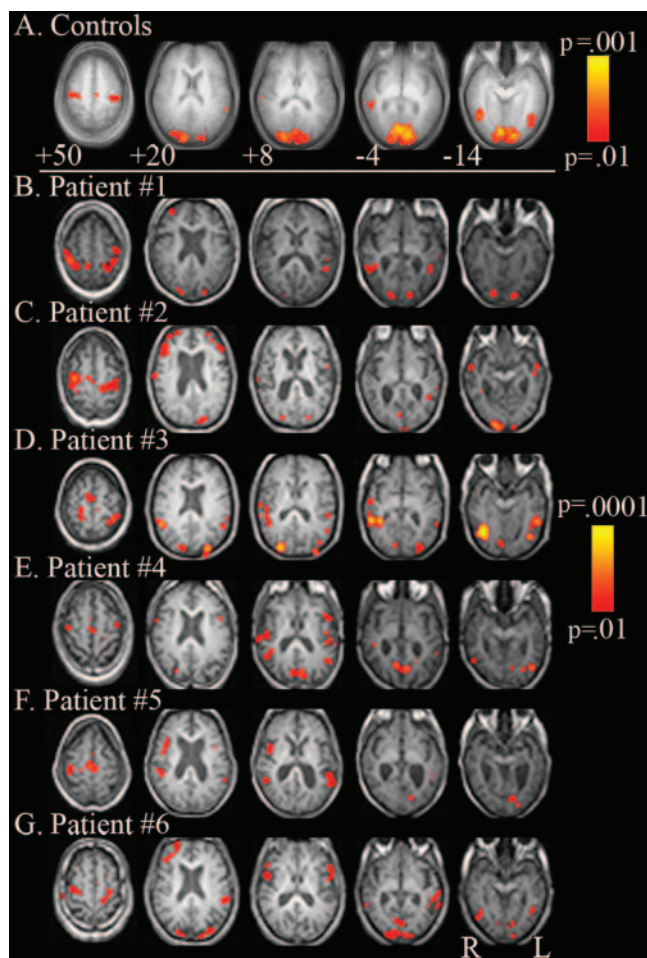 A. Controls
p=.001
p=.01
+50 +20 +8 -4 -14
B. Patient #1
C. Patient #2
D. Patient #3
p=.0001
E. Patient #4
p=.01
F. Patient #5
G. Patient #6
R L